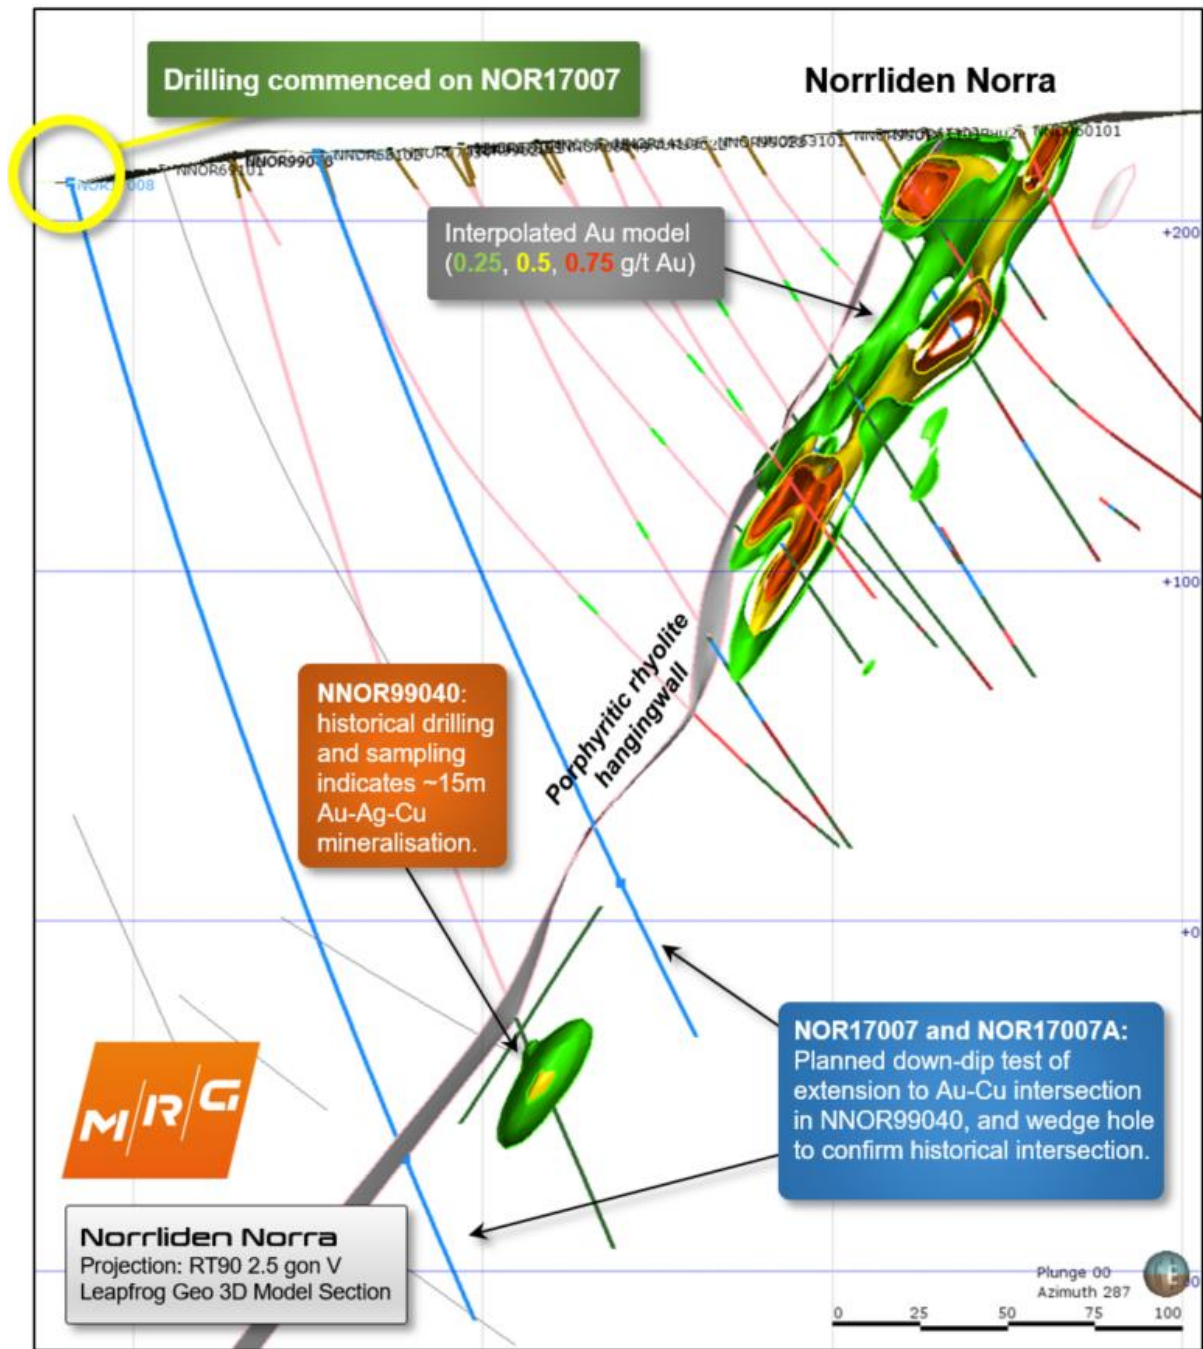 Drilling commenced on NOR17007
Norrliden Norra
NNOR69101
NNOR60101
+200
Interpolated Au model
(0.25, 0.5, 0.75 g/t Au)
+100
Porphyritic rhyolite
hangingwall
NNOR99040:
historical drilling
and sampling
indicates ~15m
Au-Ag-Cu
mineralisation.
+0
NOR17007 and NOR17007A:
Planned down-dip test of
extension to Au-Cu intersection
in NNOR99040, and wedge hole
to confirm historical intersection.
M/R/G
Norrliden Norra
Projection: RT90 2.5 gon V
Leapfrog Geo 3D Model Section
Plunge 00
Azimuth 287
E
0 25 50 75 100